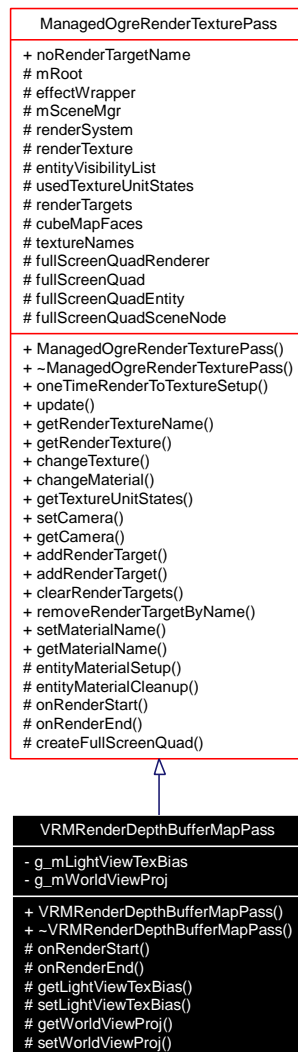 ManagedOgreRenderTexturePass
+ noRenderTargetName
# mRoot
# effectWrapper
# mSceneMgr
# renderSystem
# renderTexture
# entityVisibilityList
# usedTextureUnitStates
# renderTargets
# cubeMapFaces
# textureNames
# fullScreenQuadRenderer
# fullScreenQuad
# fullScreenQuadEntity
# fullScreenQuadSceneNode
+ ManagedOgreRenderTexturePass()
+ ~ManagedOgreRenderTexturePass()
+ oneTimeRenderToTextureSetup()
+ update()
+ getRenderTextureName()
+ getRenderTexture()
+ changeTexture()
+ changeMaterial()
+ getTextureUnitStates()
+ setCamera()
+ getCamera()
+ addRenderTarget()
+ addRenderTarget()
+ clearRenderTargets()
+ removeRenderTargetByName()
+ setMaterialName()
+ getMaterialName()
# entityMaterialSetup()
# entityMaterialCleanup()
# onRenderStart()
# onRenderEnd()
# createFullScreenQuad()
VRMRenderDepthBufferMapPass
- g_mLightViewTexBias
- g_mWorldViewProj
+ VRMRenderDepthBufferMapPass()
+ ~VRMRenderDepthBufferMapPass()
# onRenderStart()
# onRenderEnd()
# getLightViewTexBias()
# setLightViewTexBias()
# getWorldViewProj()
# setWorldViewProj()